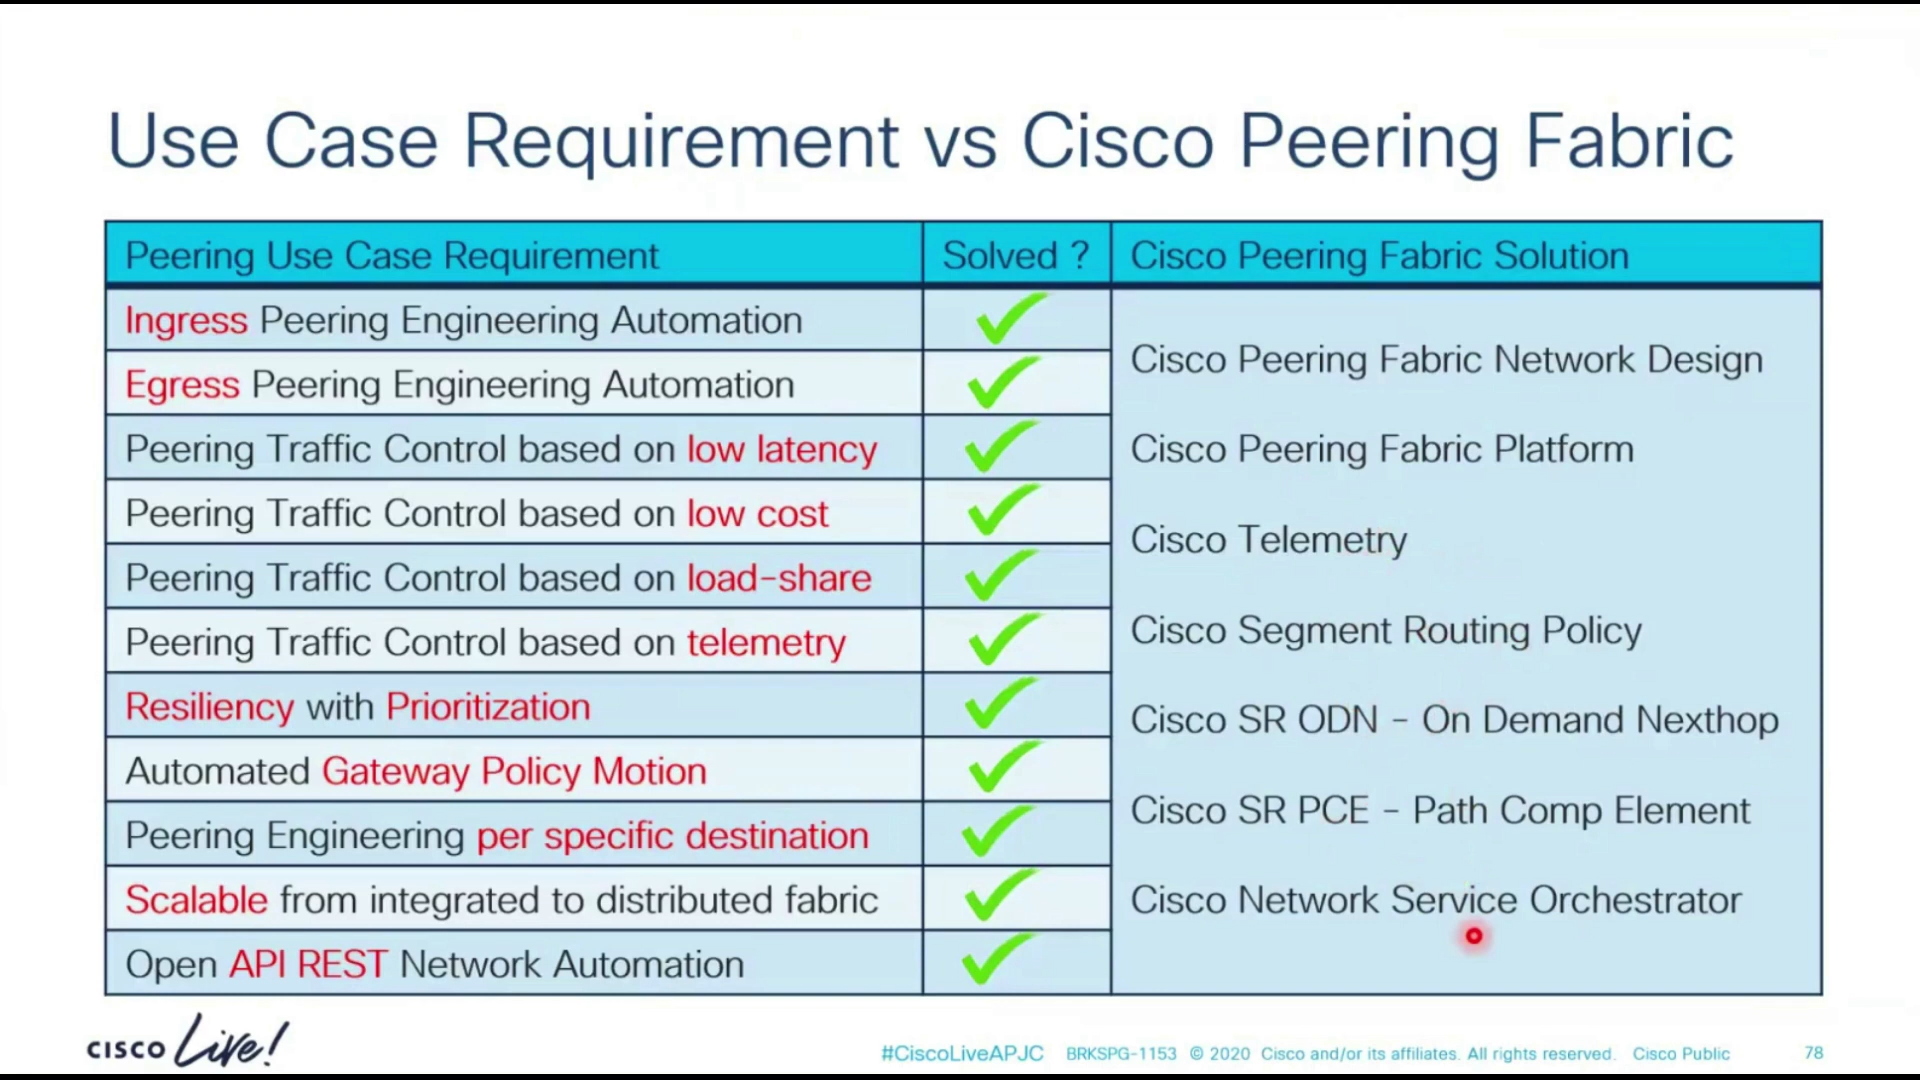 Use Case Requirement vs Cisco Peering Fabric
Peering Use Case Requirement
Solved ?
Cisco Peering Fabric Solution
Ingress Peering Engineering Automation
Egress Peering Engineering Automation
Peering Traffic Control based on low latency
Peering Traffic Control based on low cost
Peering Traffic Control based on load-share
Peering Traffic Control based on telemetry
Resiliency with Prioritization
Automated Gateway Policy Motion
Peering Engineering per specific destination
Scalable from integrated to distributed fabric
Open API REST Network Automation
Cisco Peering Fabric Network Design
Cisco Peering Fabric Platform
Cisco Telemetry
Cisco Segment Routing Policy
Cisco SR ODN - On Demand Nexthop
Cisco SR PCE - Path Comp Element
Cisco Network Service Orchestrator
CISCO Live!
#CiscoLiveAPJC BRKSPG-1153 © 2020 Cisco and/or its affiliates. All rights reserved. Cisco Public 78